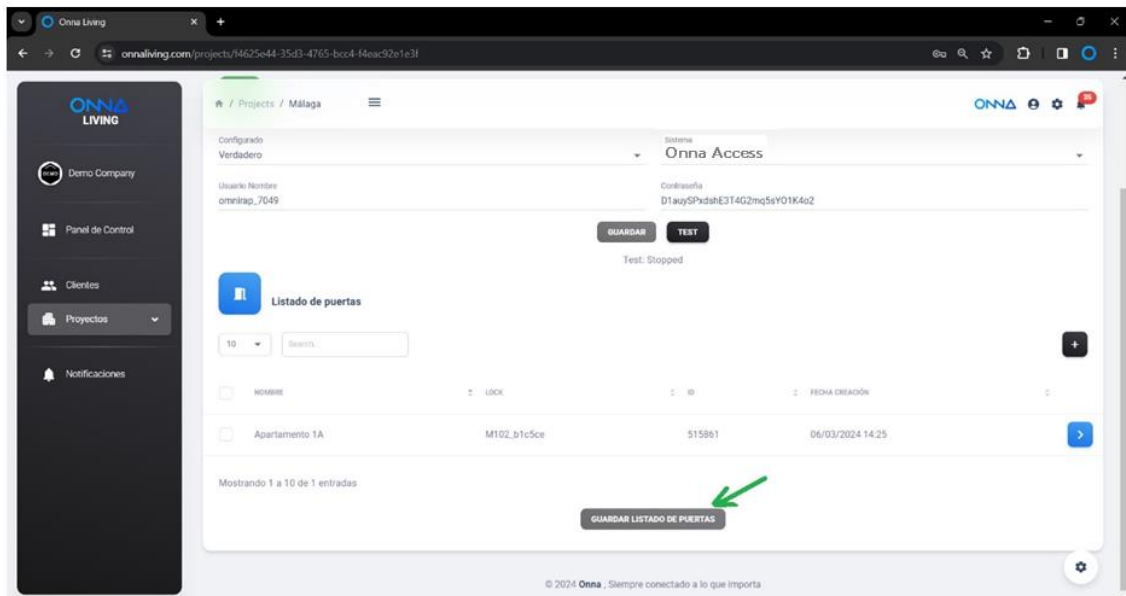 Onna Living
onnaliving.com/projects/f4625e44-35d3-4765-bcc4-f4eac92e1e3f
ONNA
LIVING
Projects / Málaga
ONNA
35
Configurado
Verdadero
Sistema
Onna Access
DEMO
Demo Company
Usuario Nombre
omnirap_7049
Contraseña
D1auySPxdshE3T4G2mq5sYO1K4o2
Panel de Control
GUARDAR
TEST
Test: Stopped
Clientes
Listado de puertas
Proyectos
10
Search...
+
Notificaciones
NOMBRE
LOCK
ID
FECHA CREACIÓN
Apartamento 1A
M102_b1c5ce
515861
06/03/2024 14:25
Mostrando 1 a 10 de 1 entradas
GUARDAR LISTADO DE PUERTAS
© 2024 Onna , Siempre conectado a lo que importa